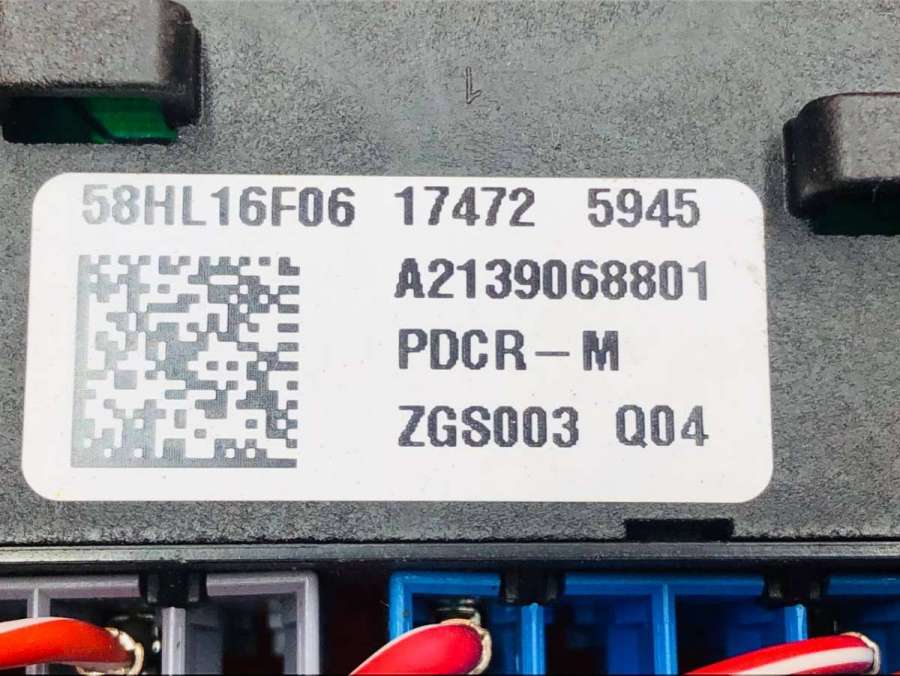 58HL16F06 17472 5945
A2139068801
PDCR-M
ZGS003 Q04